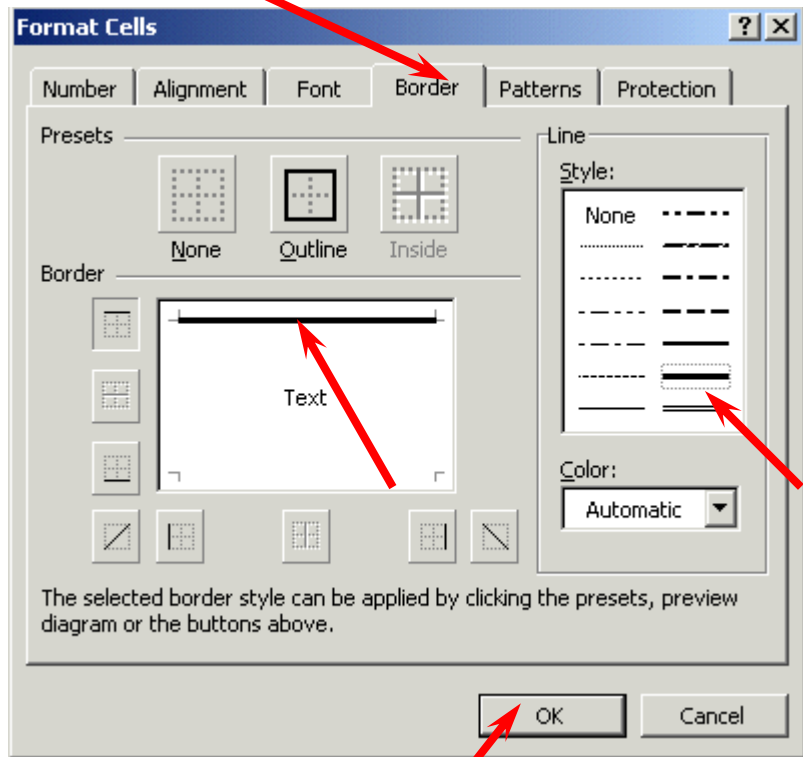 Format Cells
Number Alignment Font Border Patterns Protection
Presets
Line
Style:
None
None Outline Inside
Border
Text
Color:
Automatic
The selected border style can be applied by clicking the presets, preview
diagram or the buttons above.
OK Cancel